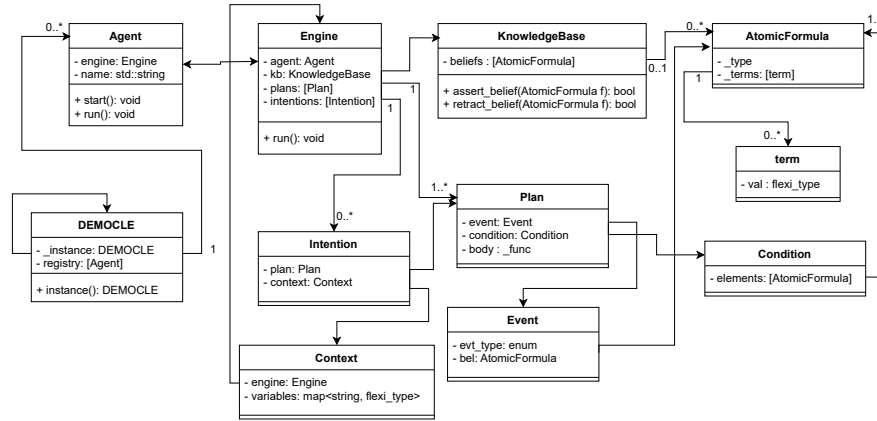 0..*
Agent
- engine: Engine
- name: std::string
+ start(): void
+ run(): void
Engine
- agent: Agent
- kb: KnowledgeBase
- plans: [Plan]
- intentions: [Intention]
+ run(): void
KnowledgeBase
- beliefs : [AtomicFormula]
+ assert_belief(AtomicFormula f): bool
+ retract_belief(AtomicFormula f): bool
0..*
0..1
AtomicFormula
- _type
- _terms: [term]
1..
1
1
1
0..*
term
- val : flexi_type
DEMOCLE
- _instance: DEMOCLE
- registry: [Agent]
+ instance(): DEMOCLE
1
0..*
Intention
- plan: Plan
- context: Context
1..*
Plan
- event: Event
- condition: Condition
- body : _func
Condition
- elements: [AtomicFormula]
Event
- evt_type: enum
- bel: AtomicFormula
Context
- engine: Engine
- variables: map<string, flexi_type>